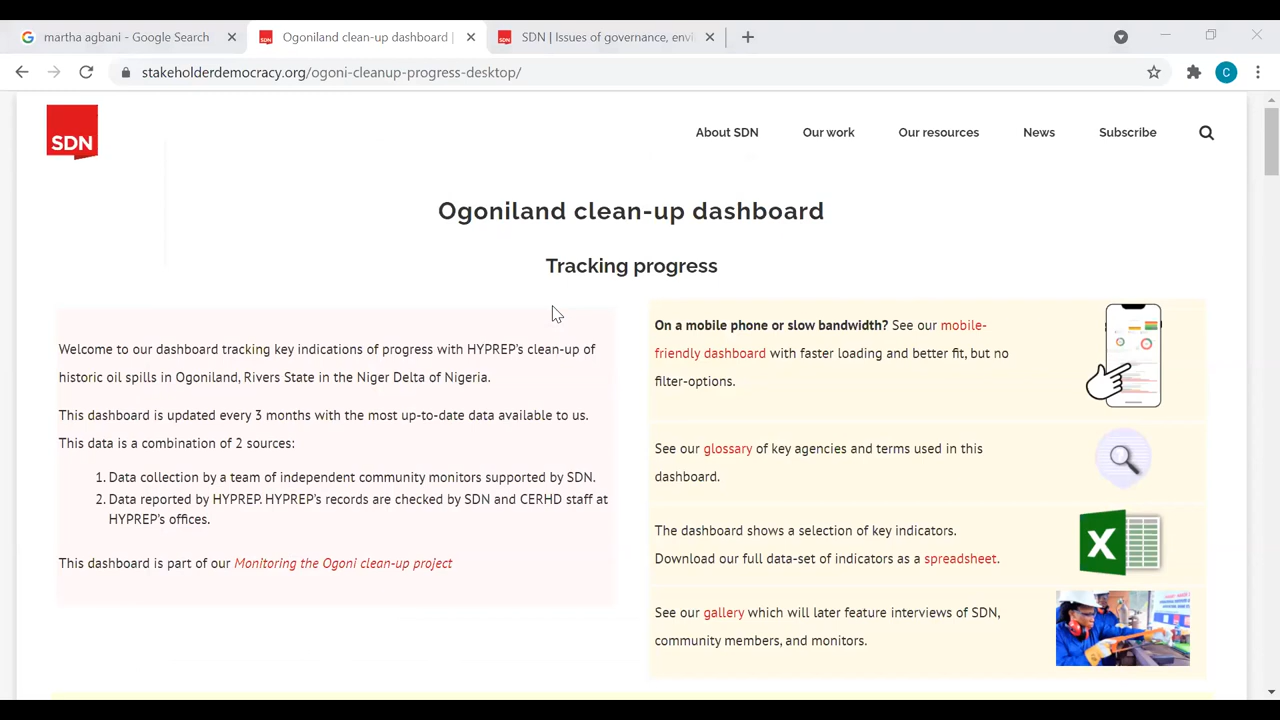 martha agbani - Google Search
Ogoniland clean-up dashboard |
SDN | Issues of governance, envi
stakeholderdemocracy.org/ogoni-cleanup-progress-desktop/
C
SDN
About SDN
Our work
Our resources
News
Subscribe
Ogoniland clean-up dashboard
Tracking progress
Welcome to our dashboard tracking key indications of progress with HYPREP's clean-up of
historic oil spills in Ogoniland, Rivers State in the Niger Delta of Nigeria.
This dashboard is updated every 3 months with the most up-to-date data available to us.
This data is a combination of 2 sources:
1. Data collection by a team of independent community monitors supported by SDN.
2. Data reported by HYPREP. HYPREP's records are checked by SDN and CERHD staff at
HYPREP's offices.
This dashboard is part of our Monitoring the Ogoni clean-up project
On a mobile phone or slow bandwidth? See our mobile-
friendly dashboard with faster loading and better fit, but no
filter-options.
See our glossary of key agencies and terms used in this
dashboard.
The dashboard shows a selection of key indicators.
Download our full data-set of indicators as a spreadsheet.
X
See our gallery which will later feature interviews of SDN,
community members, and monitors.